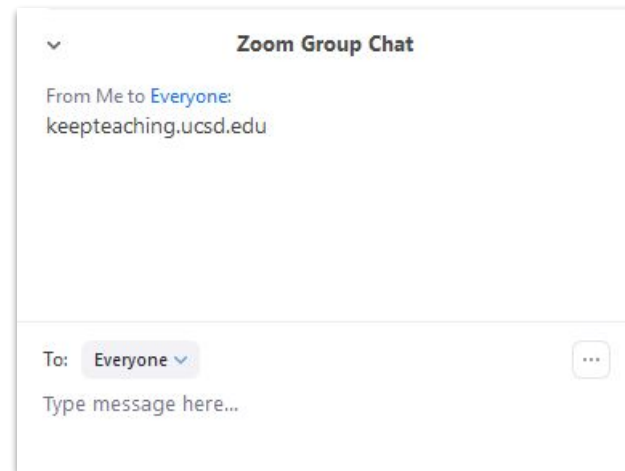 Zoom Group Chat
From Me to Everyone:
keepteaching.ucsd.edu
To: Everyone
Type message here...